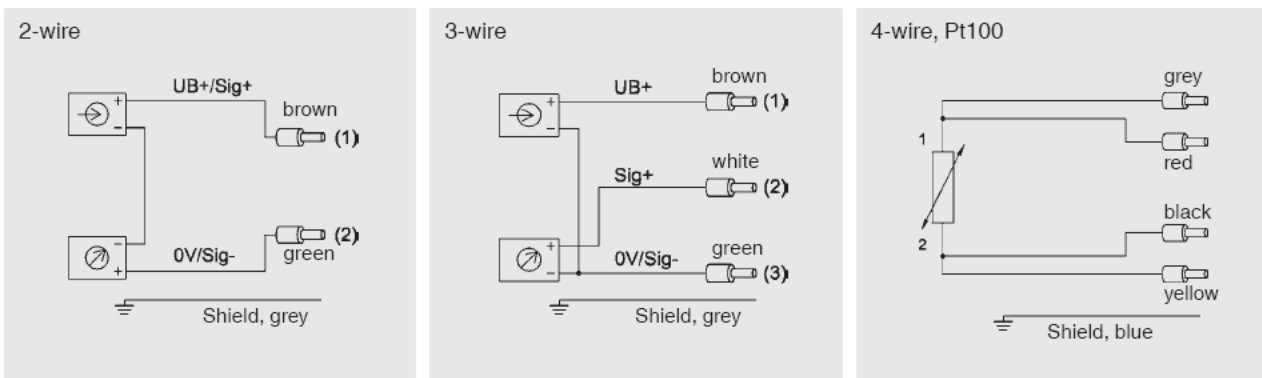 2-wire
UB+/Sig+
brown
+
−
(1)
−
+
(2)
0V/Sig-
green
Shield, grey
3-wire
brown
UB+
+
(1)
−
white
Sig+
(2)
green
+
0V/Sig-
−
(3)
Shield, grey
4-wire, Pt100
grey
1
red
black
2
yellow
Shield, blue